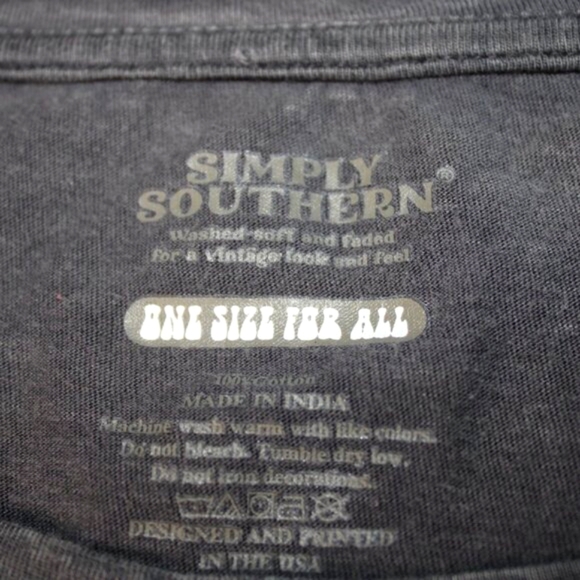 SIMPLY
SOUTHERN®
Washed soft and faded
for a vintage look and feel
ONE SIZE FOR ALL
100% Cotton
MADE IN INDIA
Machine wash warm with like colors.
Do not bleach. Tumble dry low.
Do not iron decorations.
DESIGNED AND PRINTED
IN THE USA